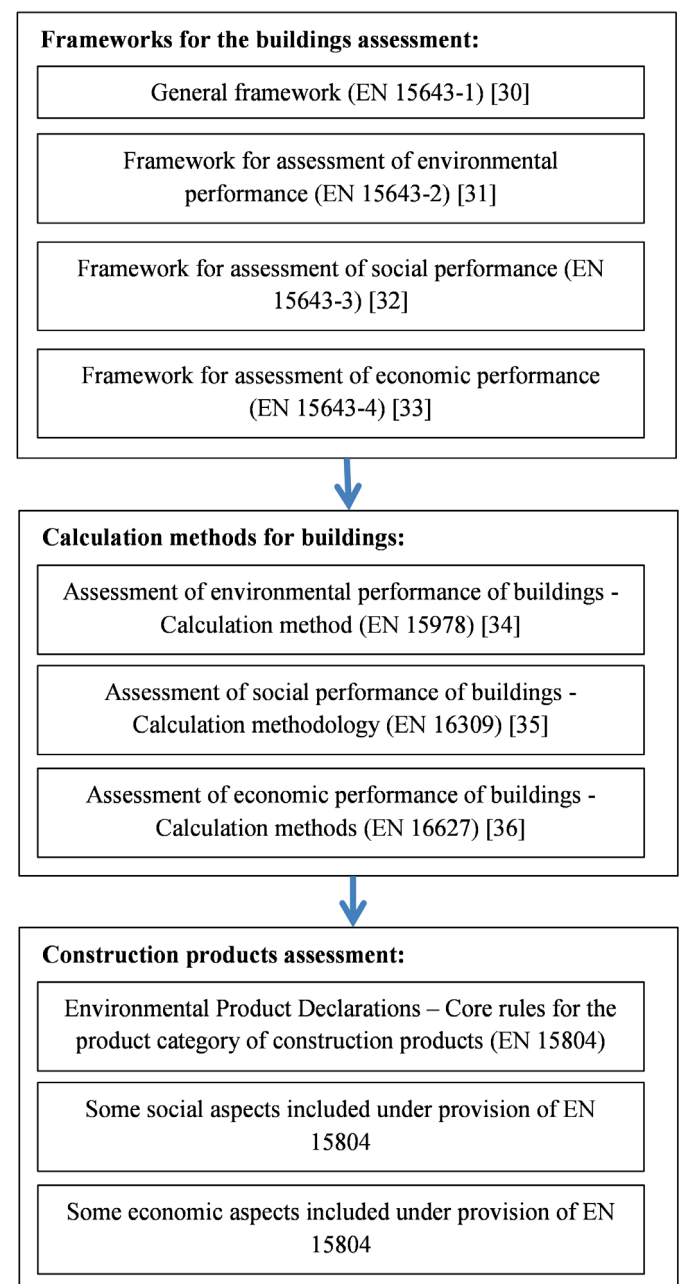 Frameworks for the buildings assessment:
General framework (EN 15643-1) [30]
Framework for assessment of environmental
performance (EN 15643-2) [31]
Framework for assessment of social performance (EN
15643-3) [32]
Framework for assessment of economic performance
(EN 15643-4) [33]
Calculation methods for buildings:
Assessment of environmental performance of buildings -
Calculation method (EN 15978) [34]
Assessment of social performance of buildings -
Calculation methodology (EN 16309) [35]
Assessment of economic performance of buildings -
Calculation methods (EN 16627) [36]
Construction products assessment:
Environmental Product Declarations – Core rules for the
product category of construction products (EN 15804)
Some social aspects included under provision of EN
15804
Some economic aspects included under provision of EN
15804